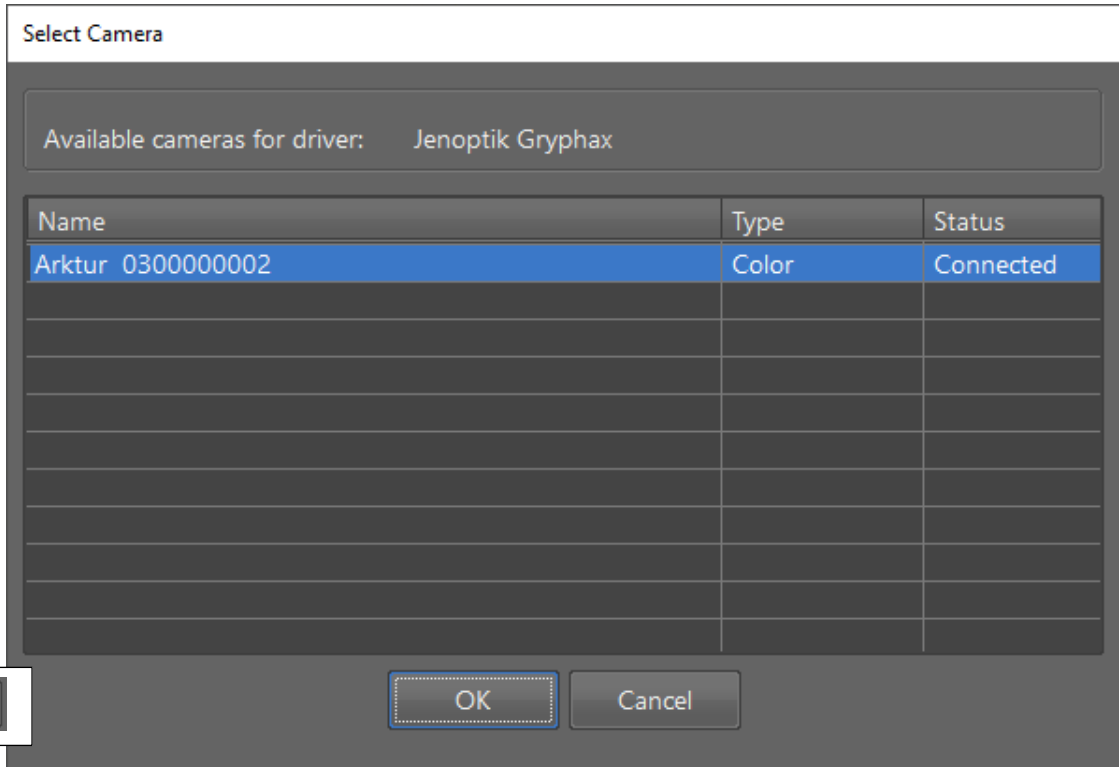 Select Camera
Available cameras for driver: Jenoptik Gryphax
Name Type Status
Arktur 0300000002 Color Connected
OK Cancel